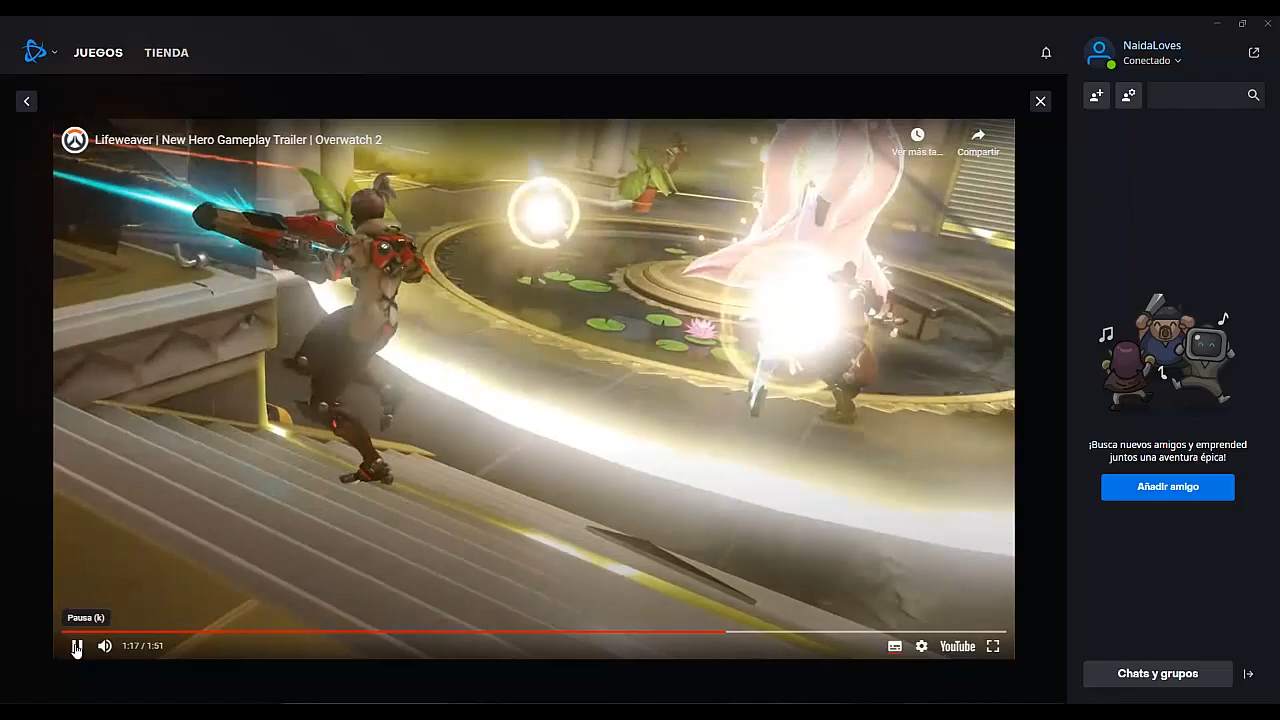 JUEGOS
TIENDA
NaidaLoves
Conectado
Lifeweaver | New Hero Gameplay Trailer | Overwatch 2
Ver más ta...
Compartir
¡Busca nuevos amigos y emprended
juntos una aventura épica!
Añadir amigo
Pausa (k)
1:17 / 1:51
YouTube
Chats y grupos